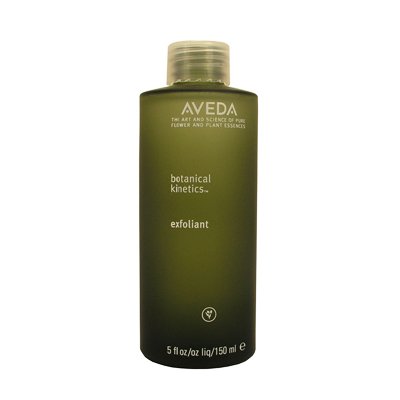 AVEDA
THE ART AND SCIENCE OF PURE
FLOWER AND PLANT ESSENCES
botanical
kinetics™
exfoliant
5 fl oz/oz liq/150 ml ℮